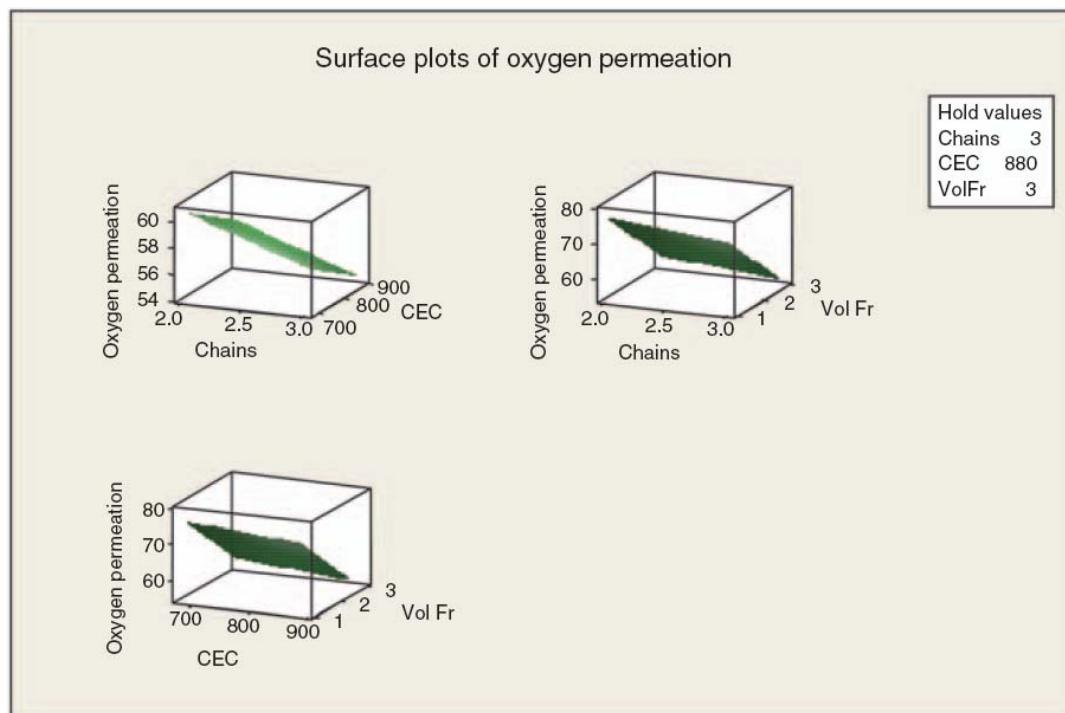 Surface plots of oxygen permeation
Hold values
Chains 3
CEC 880
VolFr 3
Oxygen permeation
60
58
56
54
2.0
2.5
3.0
Chains
700
800
900
CEC
Oxygen permeation
80
70
60
2.0
2.5
3.0
Chains
1
2
3
Vol Fr
Oxygen permeation
80
70
60
700
800
900
CEC
1
2
3
Vol Fr